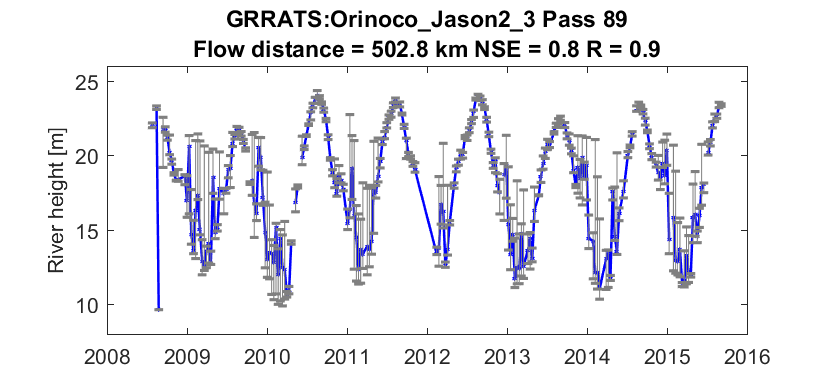 GRRATS:Orinoco_Jason2_3 Pass 89
Flow distance = 502.8 km NSE = 0.8 R = 0.9
River height [m]
25
20
15
10
2008 2009 2010 2011 2012 2013 2014 2015 2016